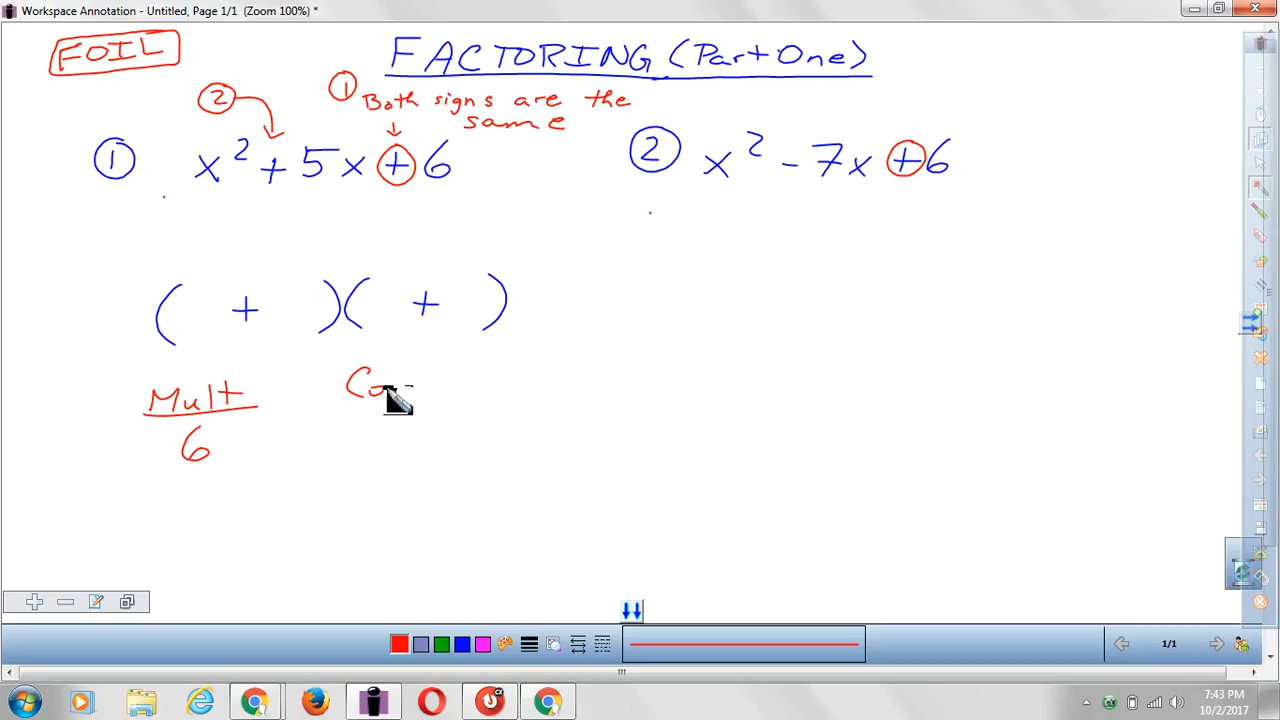 Workspace Annotation - Untitled, Page 1/1 (Zoom 100%) *
FOIL
FACTORING (Part One)
② ① Both signs are the
same
① x² + 5x + 6
② x² - 7x + 6
( + )( + )
Mult Co
6
1/1
7:43 PM
10/2/2017